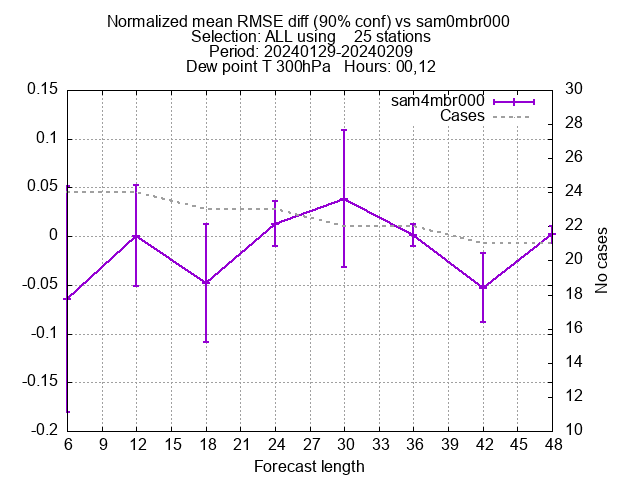 Normalized mean RMSE diff (90% conf) vs sam0mbr000
Selection: ALL using    25 stations
Period: 20240129-20240209
Dew point T 300hPa   Hours: 00,12
sam4mbr000
Cases
0.15
0.1
0.05
0
-0.05
-0.1
-0.15
-0.2
30
28
26
24
22
20
18
16
14
12
10
No cases
6 9 12 15 18 21 24 27 30 33 36 39 42 45 48
Forecast length